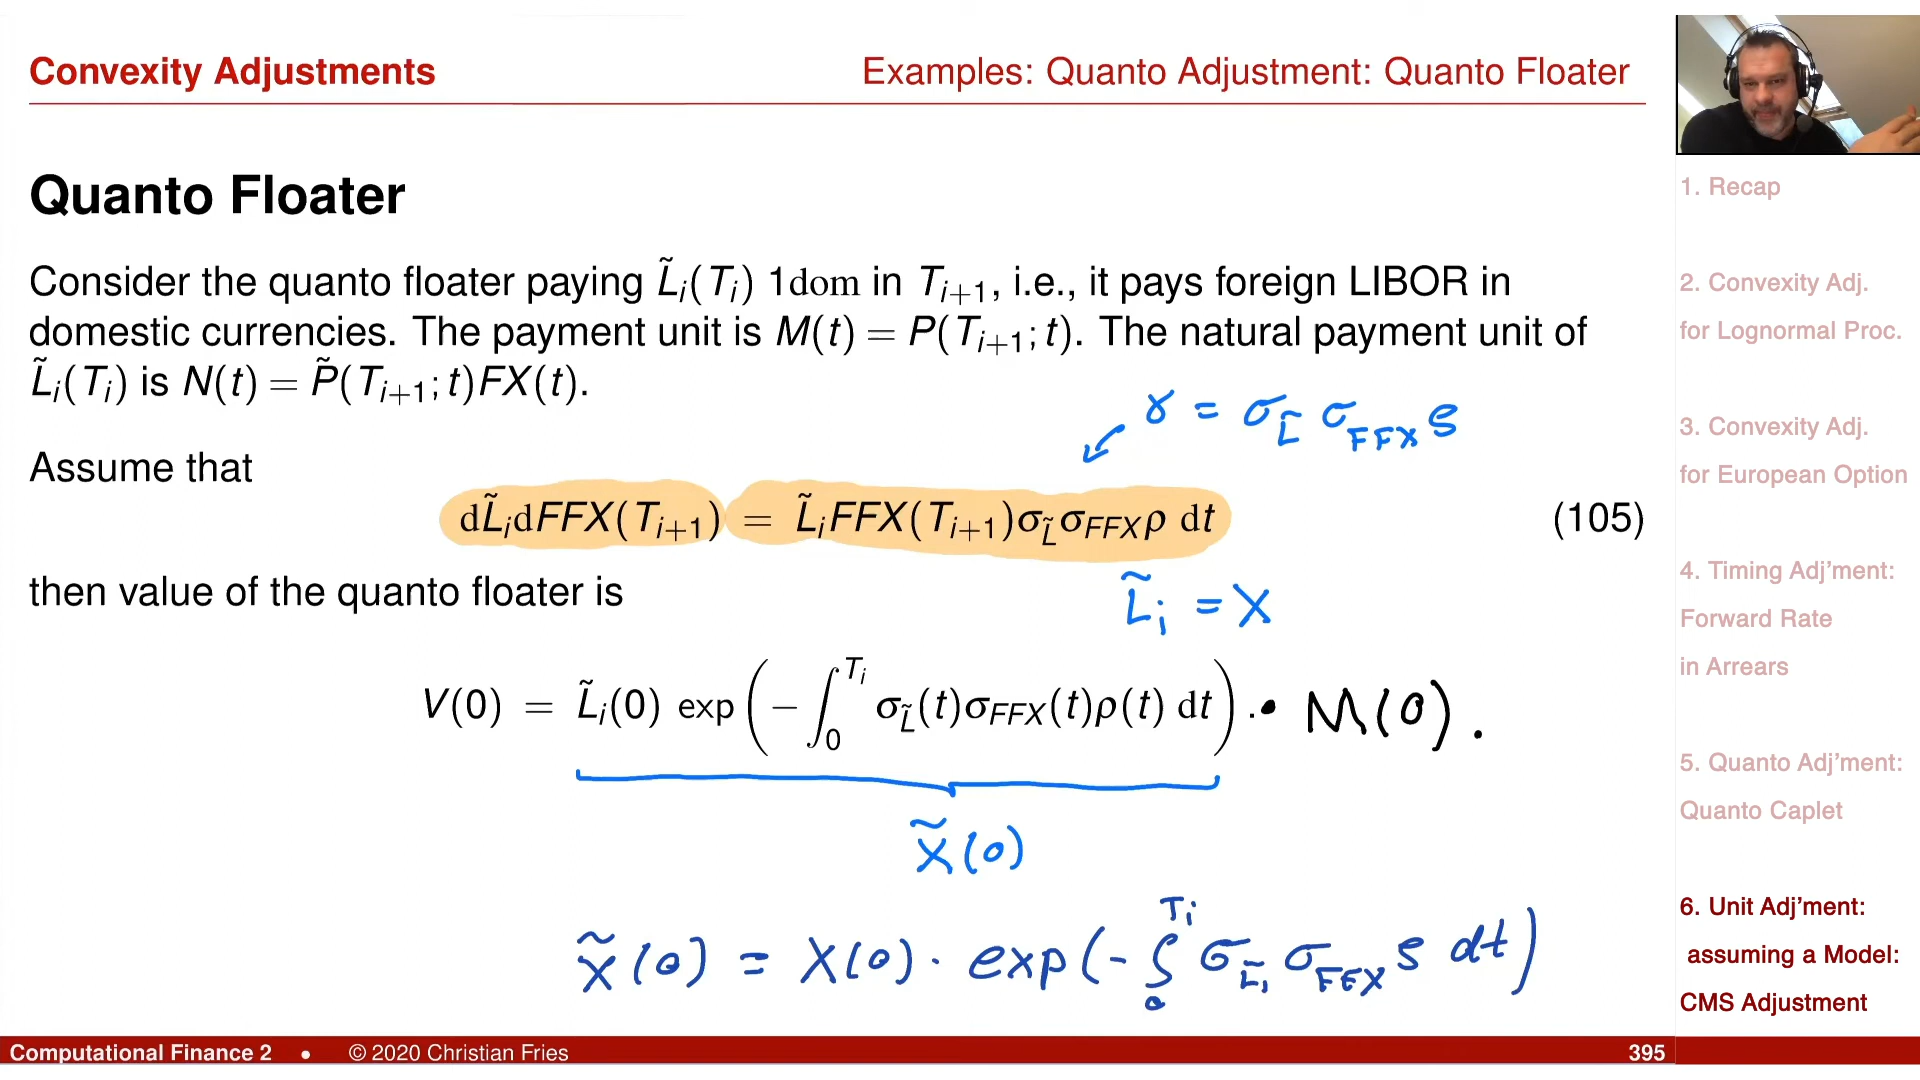 Convexity Adjustments
Examples: Quanto Adjustment: Quanto Floater
Quanto Floater
Consider the quanto floater paying L̃ᵢ(Tᵢ) 1dom in Tᵢ₊₁, i.e., it pays foreign LIBOR in
domestic currencies. The payment unit is M(t) = P(Tᵢ₊₁; t). The natural payment unit of
L̃ᵢ(Tᵢ) is N(t) = P̃(Tᵢ₊₁; t)FX(t).
γ = σ_L̃ σ_FFX ρ
Assume that
dL̃ᵢdFFX(Tᵢ₊₁) = L̃ᵢFFX(Tᵢ₊₁)σ_L̃σ_FFXρ dt (105)
then value of the quanto floater is
L̃ᵢ = X
V(0) = L̃ᵢ(0) exp(− ∫₀^Tᵢ σ_L̃(t)σ_FFX(t)ρ(t) dt). • M(0).
X̃(0)
X̃(0) = X(0) · exp(− ∫₀^Tᵢ σ_L̃ᵢ σ_FFX ρ dt)
1. Recap
2. Convexity Adj.
for Lognormal Proc.
3. Convexity Adj.
for European Option
4. Timing Adj'ment:
Forward Rate
in Arrears
5. Quanto Adj'ment:
Quanto Caplet
6. Unit Adj'ment:
assuming a Model:
CMS Adjustment
Computational Finance 2 • © 2020 Christian Fries
395